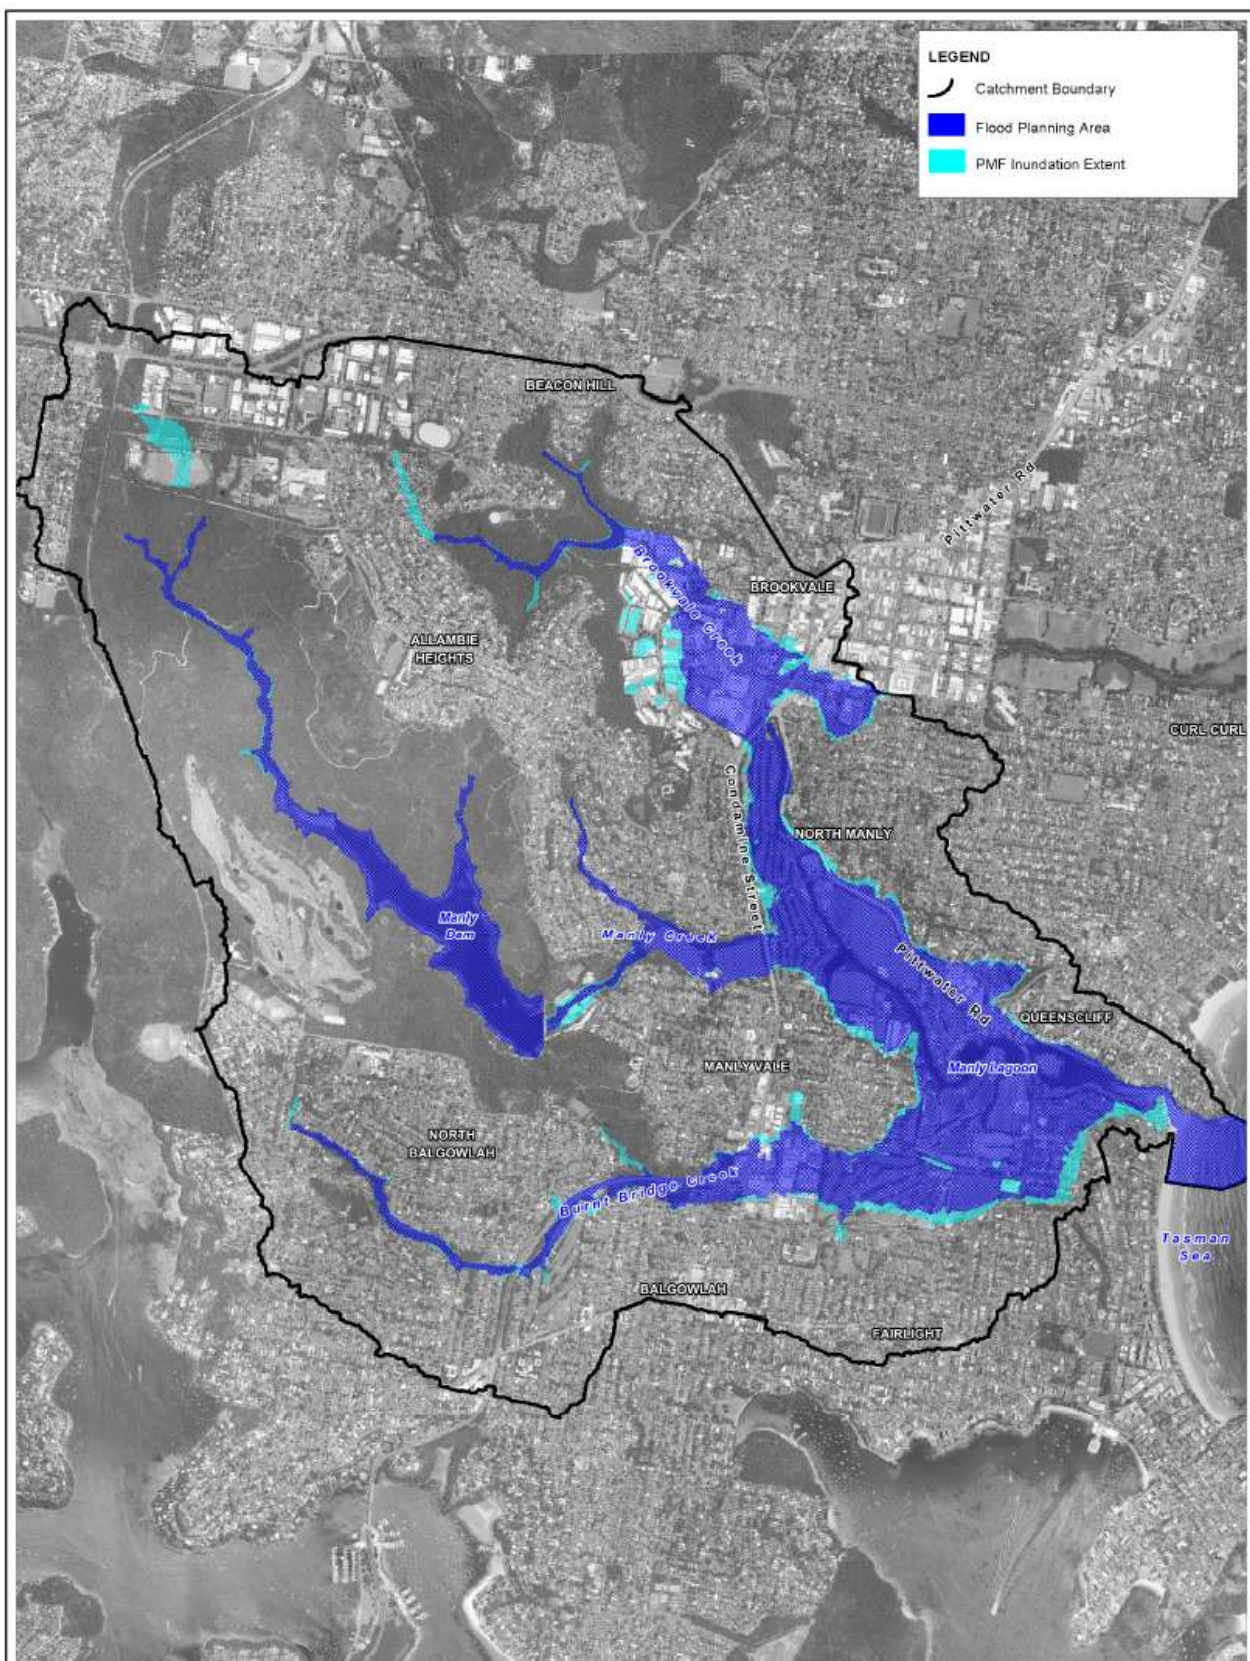 LEGEND
Catchment Boundary
Flood Planning Area
PMF Inundation Extent
BEACON HILL
Pittwater Rd
Brookvale Creek
BROOKVALE
ALLAMBIE
HEIGHTS
CURL CURL
Condamine Street
NORTH MANLY
Manly
Dam
Manly Creek
Pittwater Rd
QUEENSCLIFF
MANLY VALE
Manly Lagoon
NORTH
BALGOWLAH
Burnt Bridge Creek
Tasman
Sea
BALGOWLAH
FAIRLIGHT